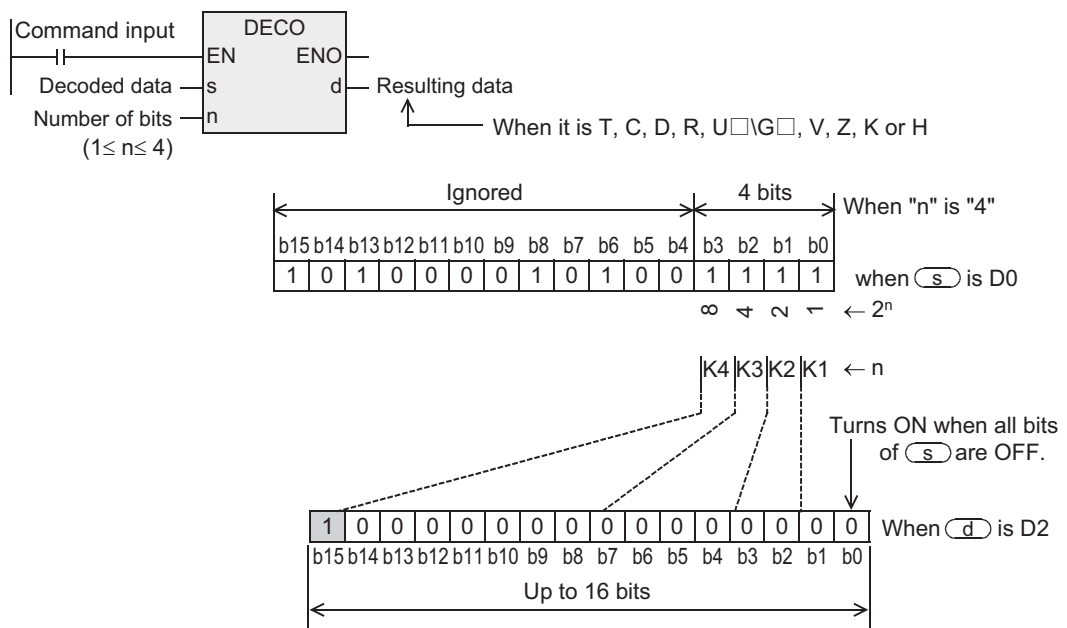 Command input
DECO
EN ENO
Decoded data s d Resulting data
Number of bits n
(1≤ n≤ 4)
When it is T, C, D, R, U□\G□, V, Z, K or H
Ignored 4 bits When "n" is "4"
b15 b14 b13 b12 b11 b10 b9 b8 b7 b6 b5 b4 b3 b2 b1 b0
1 0 1 0 0 0 0 1 0 1 0 0 1 1 1 1 when s is D0
8 4 2 1 ← 2ⁿ
K4 K3 K2 K1 ← n
Turns ON when all bits
of s are OFF.
1 0 0 0 0 0 0 0 0 0 0 0 0 0 0 0 When d is D2
b15 b14 b13 b12 b11 b10 b9 b8 b7 b6 b5 b4 b3 b2 b1 b0
Up to 16 bits